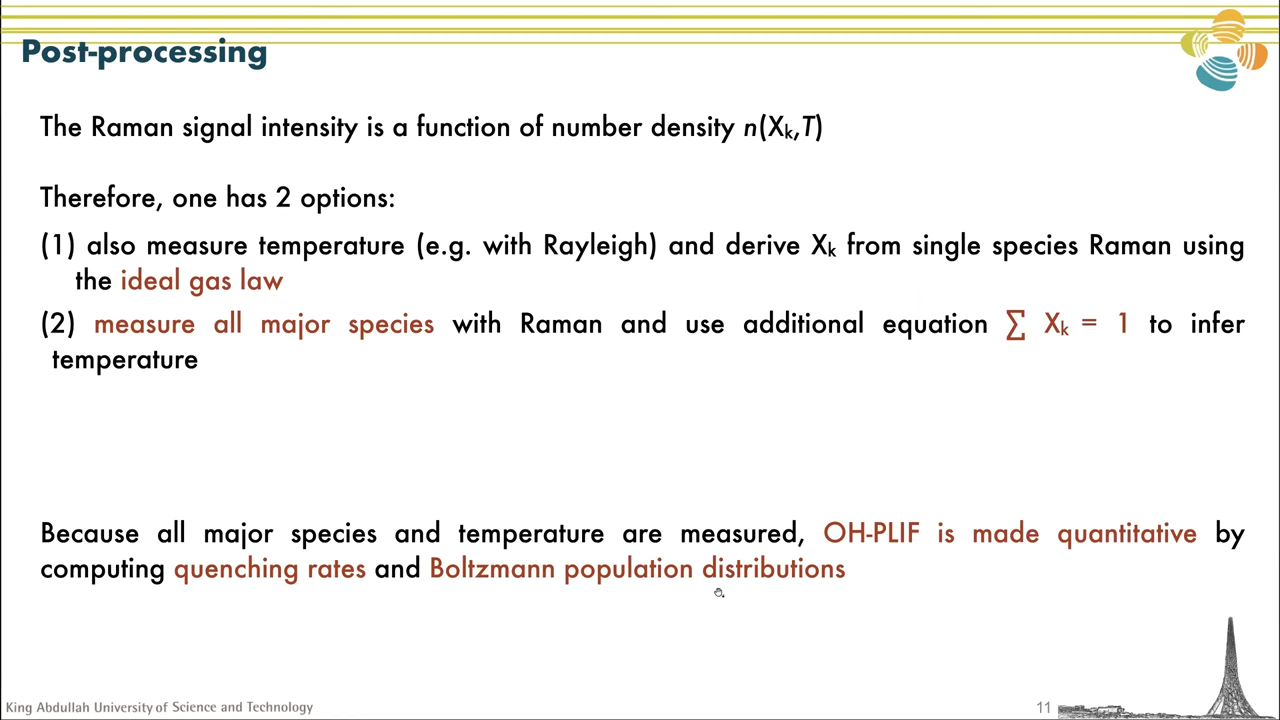 Post-processing
The Raman signal intensity is a function of number density n(Xₖ,T)
Therefore, one has 2 options:
(1) also measure temperature (e.g. with Rayleigh) and derive Xₖ from single species Raman using
the ideal gas law
(2) measure all major species with Raman and use additional equation ∑ Xₖ = 1 to infer
temperature
Because all major species and temperature are measured, OH-PLIF is made quantitative by
computing quenching rates and Boltzmann population distributions
King Abdullah University of Science and Technology
11